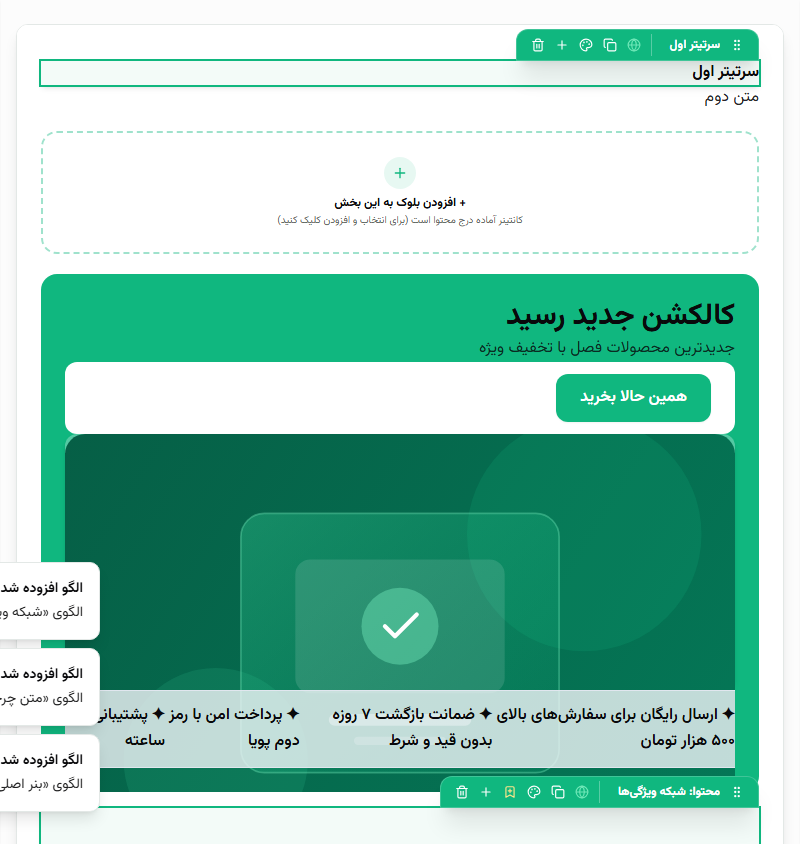 سرتیتر اول
سرتیتر اول
متن دوم
+ افزودن بلوک به این بخش
کانتینر آماده درج محتوا است (برای انتخاب و افزودن کلیک کنید)
کالکشن جدید رسید
جدیدترین محصولات فصل با تخفیف ویژه
همین حالا بخرید
✦ ارسال رایگان برای سفارش‌های بالای
۵۰۰ هزار تومان
✦ ضمانت بازگشت ۷ روزه
بدون قید و شرط
✦ پرداخت امن با رمز
دوم پویا
✦ پشتیبانی
ساعته
الگو افزوده شد
الگوی «شبکه
الگو افزوده شد
الگوی «متن
الگو افزوده شد
الگوی «بنر اصلی
محتوا: شبکه ویژگی‌ها